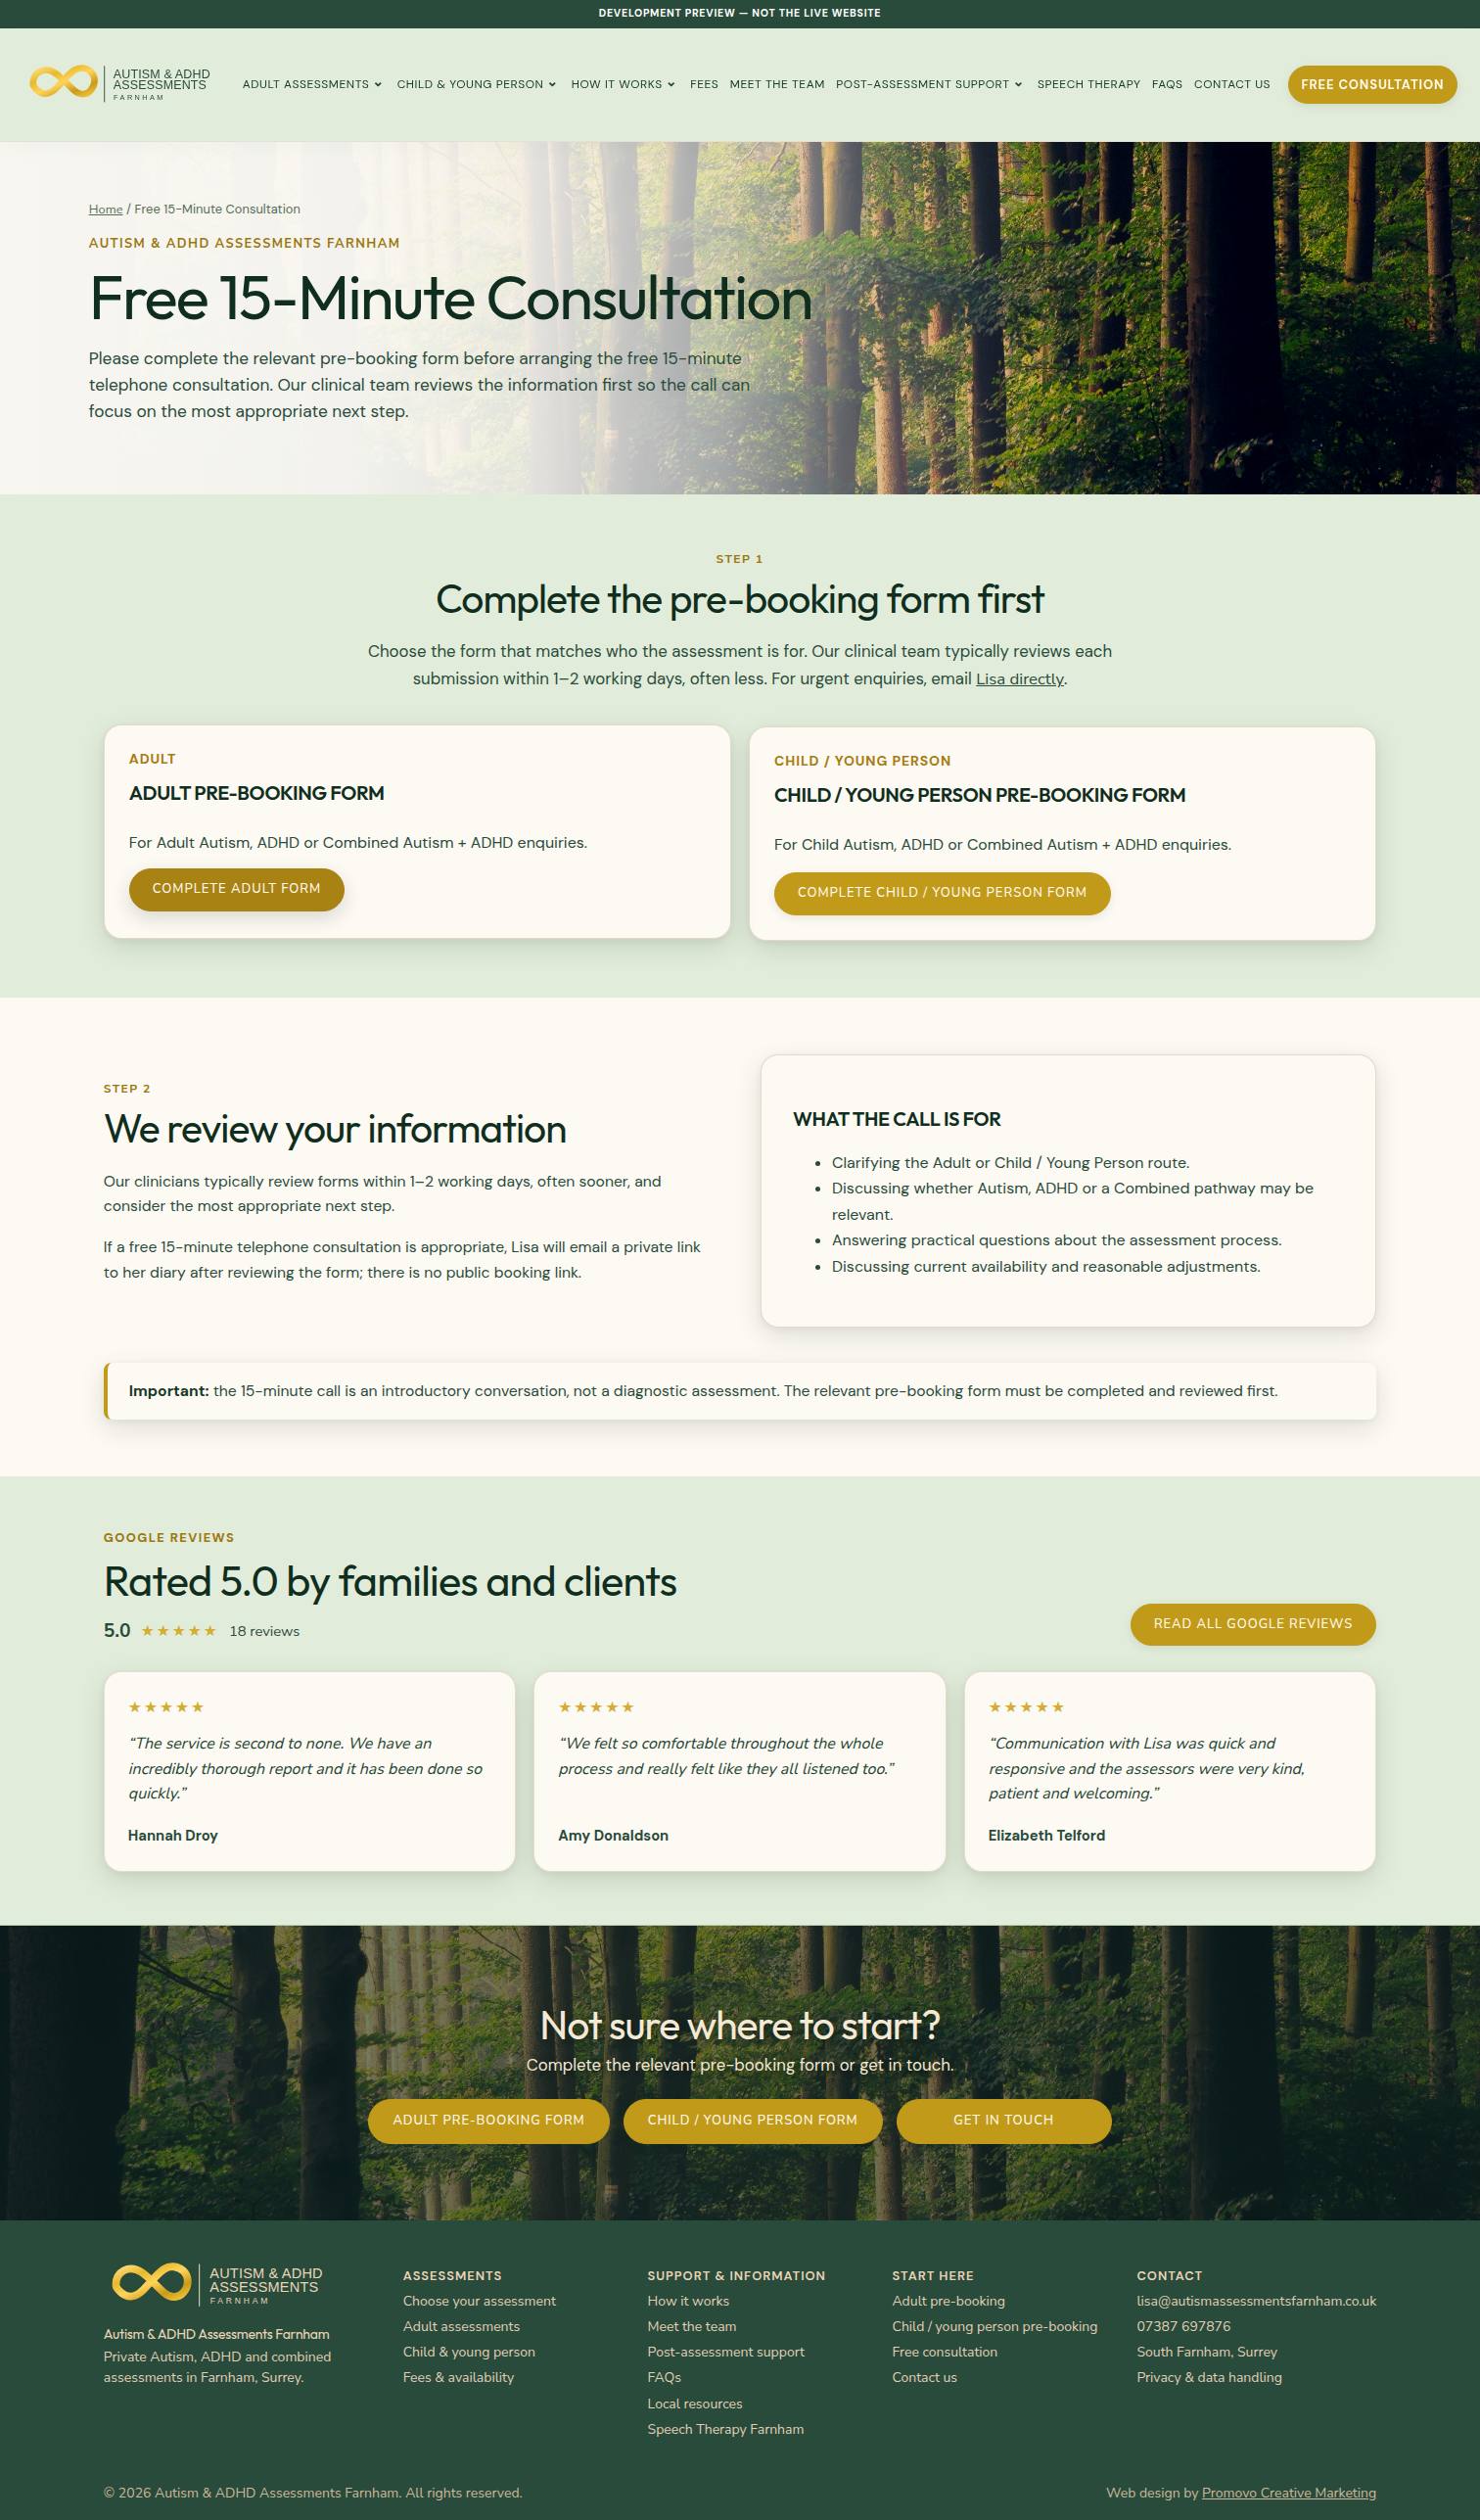 DEVELOPMENT PREVIEW — NOT THE LIVE WEBSITE
AUTISM & ADHD
ASSESSMENTS
FARNHAM
ADULT ASSESSMENTS
CHILD & YOUNG PERSON
HOW IT WORKS
FEES
MEET THE TEAM
POST-ASSESSMENT SUPPORT
SPEECH THERAPY
FAQS
CONTACT US
FREE CONSULTATION
Home / Free 15-Minute Consultation
AUTISM & ADHD ASSESSMENTS FARNHAM
Free 15-Minute Consultation
Please complete the relevant pre-booking form before arranging the free 15-minute
telephone consultation. Our clinical team reviews the information first so the call can
focus on the most appropriate next step.
STEP 1
Complete the pre-booking form first
Choose the form that matches who the assessment is for. Our clinical team typically reviews each
submission within 1–2 working days, often less. For urgent enquiries, email Lisa directly.
ADULT
ADULT PRE-BOOKING FORM
For Adult Autism, ADHD or Combined Autism + ADHD enquiries.
COMPLETE ADULT FORM
CHILD / YOUNG PERSON
CHILD / YOUNG PERSON PRE-BOOKING FORM
For Child Autism, ADHD or Combined Autism + ADHD enquiries.
COMPLETE CHILD / YOUNG PERSON FORM
STEP 2
We review your information
Our clinicians typically review forms within 1–2 working days, often sooner, and
consider the most appropriate next step.
If a free 15-minute telephone consultation is appropriate, Lisa will email a private link
to her diary after reviewing the form; there is no public booking link.
WHAT THE CALL IS FOR
• Clarifying the Adult or Child / Young Person route.
• Discussing whether Autism, ADHD or a Combined pathway may be
relevant.
• Answering practical questions about the assessment process.
• Discussing current availability and reasonable adjustments.
Important: the 15-minute call is an introductory conversation, not a diagnostic assessment. The relevant pre-booking form must be completed and reviewed first.
GOOGLE REVIEWS
Rated 5.0 by families and clients
5.0 ★★★★★ 18 reviews
READ ALL GOOGLE REVIEWS
★★★★★
“The service is second to none. We have an
incredibly thorough report and it has been done so
quickly.”
Hannah Droy
★★★★★
“We felt so comfortable throughout the whole
process and really felt like they all listened too.”
Amy Donaldson
★★★★★
“Communication with Lisa was quick and
responsive and the assessors were very kind,
patient and welcoming.”
Elizabeth Telford
Not sure where to start?
Complete the relevant pre-booking form or get in touch.
ADULT PRE-BOOKING FORM
CHILD / YOUNG PERSON FORM
GET IN TOUCH
AUTISM & ADHD
ASSESSMENTS
FARNHAM
Autism & ADHD Assessments Farnham
Private Autism, ADHD and combined
assessments in Farnham, Surrey.
ASSESSMENTS
Choose your assessment
Adult assessments
Child & young person
Fees & availability
SUPPORT & INFORMATION
How it works
Meet the team
Post-assessment support
FAQs
Local resources
Speech Therapy Farnham
START HERE
Adult pre-booking
Child / young person pre-booking
Free consultation
Contact us
CONTACT
lisa@autismassessmentsfarnham.co.uk
07387 697876
South Farnham, Surrey
Privacy & data handling
© 2026 Autism & ADHD Assessments Farnham. All rights reserved.
Web design by Promovo Creative Marketing